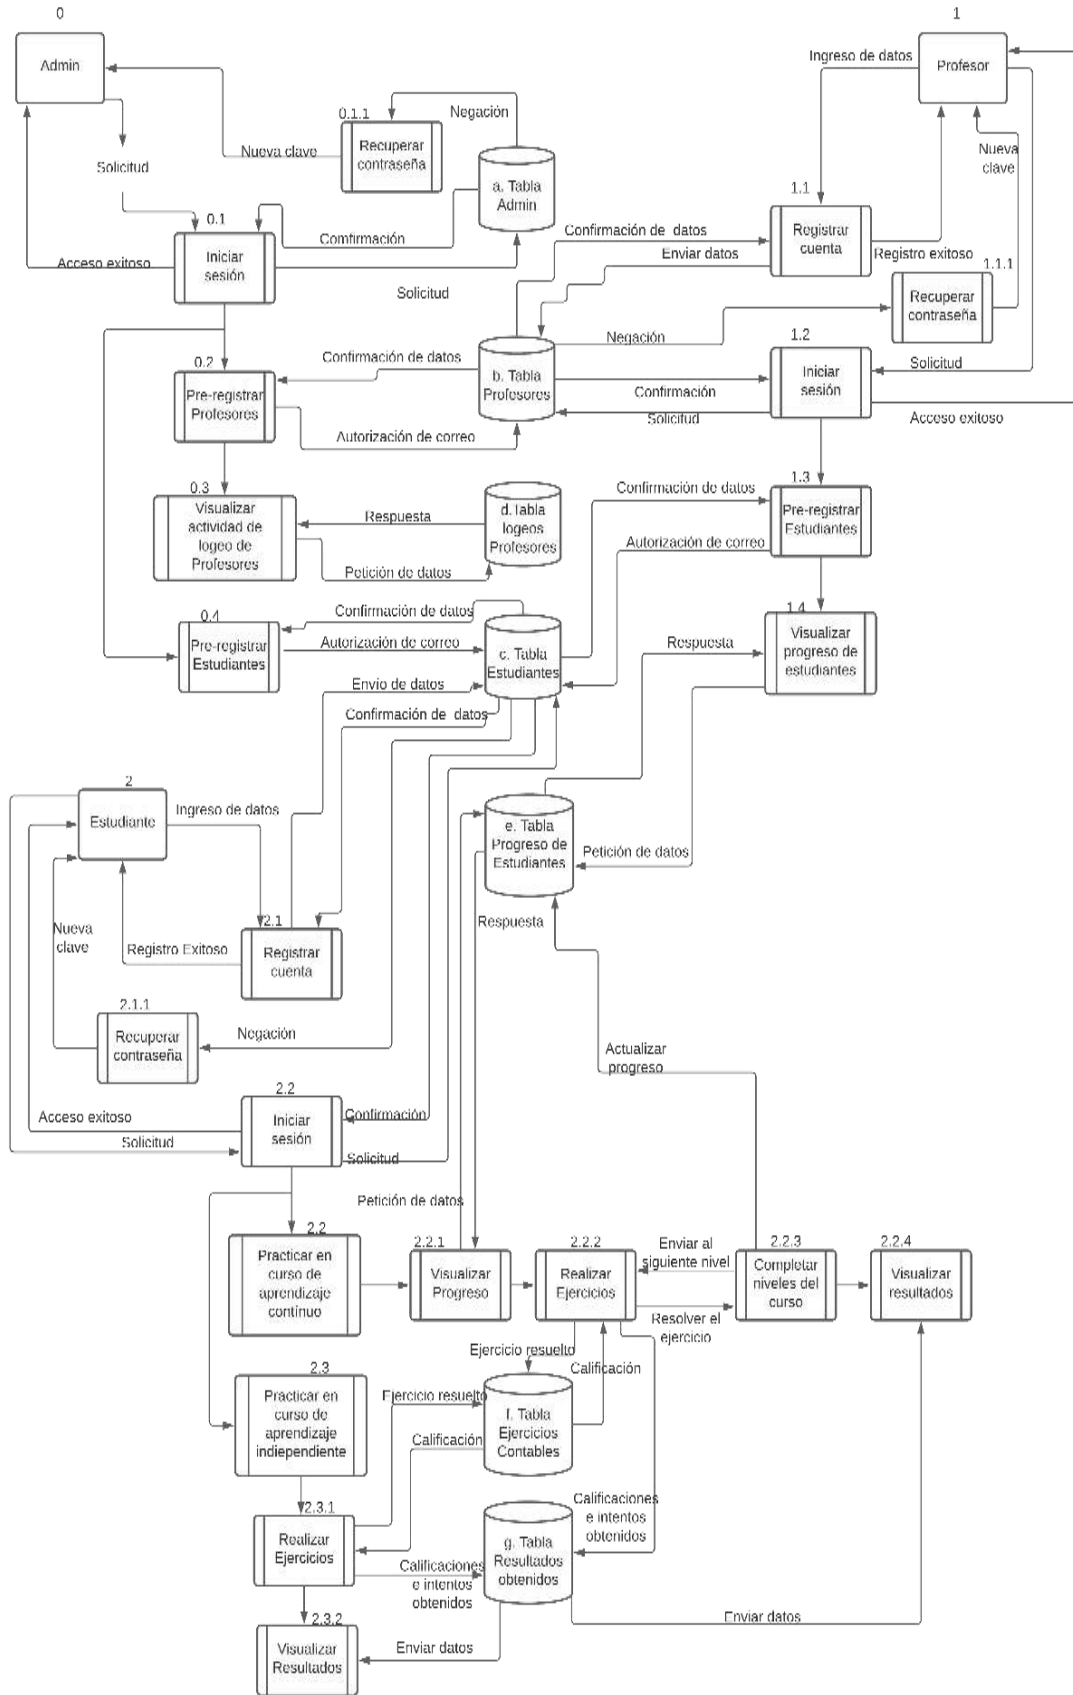 0
1
Admin
Profesor
Ingreso de datos
Negación
0.1.1
Recuperar
contraseña
Nueva clave
Nueva
clave
Solicitud
a. Tabla
Admin
1.1
Registrar
cuenta
0.1
Iniciar
sesión
Comfirmación
Confirmación de datos
Enviar datos
Registro exitoso
Acceso exitoso
1.1.1
Recuperar
contraseña
Solicitud
Negación
1.2
Iniciar
sesión
Solicitud
0.2
Pre-registrar
Profesores
Confirmación de datos
b. Tabla
Profesores
Confirmación
Solicitud
Acceso exitoso
Autorización de correo
0.3
Visualizar
actividad de
logeo de
Profesores
Respuesta
d.Tabla
logeos
Profesores
Petición de datos
Confirmación de datos
1.3
Pre-registrar
Estudiantes
Autorización de correo
0.4
Pre-registrar
Estudiantes
Confirmación de datos
Autorización de correo
c. Tabla
Estudiantes
1.4
Visualizar
progreso de
estudiantes
Respuesta
Envío de datos
Confirmación de datos
2
Estudiante
Ingreso de datos
e. Tabla
Progreso de
Estudiantes
Petición de datos
Respuesta
2.1
Registrar
cuenta
Nueva
clave
Registro Exitoso
2.1.1
Recuperar
contraseña
Negación
Actualizar
progreso
2.2
Iniciar
sesión
Acceso exitoso
Confirmación
Solicitud
Solicitud
Petición de datos
2.2
Practicar en
curso de
aprendizaje
contínuo
2.2.1
Visualizar
Progreso
2.2.2
Realizar
Ejercicios
Enviar al
siguiente nivel
2.2.3
Completar
niveles del
curso
2.2.4
Visualizar
resultados
Resolver el
ejercicio
Ejercicio resuelto
Calificación
2.3
Practicar en
curso de
aprendizaje
independiente
Ejercicio resuelto
Calificación
f. Tabla
Ejercicios
Contables
2.3.1
Realizar
Ejercicios
Calificaciones
e intentos
obtenidos
g. Tabla
Resultados
obtenidos
Calificaciones
e intentos
obtenidos
Enviar datos
2.3.2
Visualizar
Resultados
Enviar datos